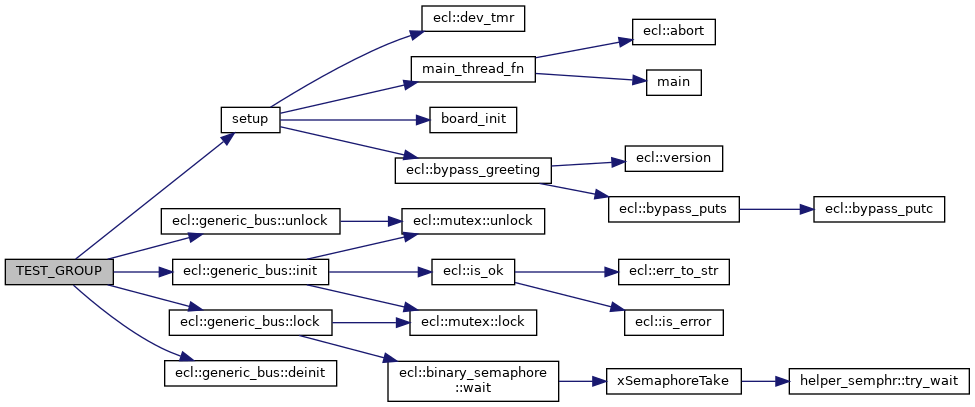 ecl::dev_tmr
ecl::abort
main_thread_fn
main
setup
board_init
ecl::version
ecl::bypass_greeting
ecl::bypass_puts
ecl::bypass_putc
ecl::generic_bus::unlock
ecl::mutex::unlock
TEST_GROUP
ecl::generic_bus::init
ecl::is_ok
ecl::err_to_str
ecl::generic_bus::lock
ecl::mutex::lock
ecl::is_error
ecl::generic_bus::deinit
ecl::binary_semaphore
::wait
xSemaphoreTake
helper_semphr::try_wait